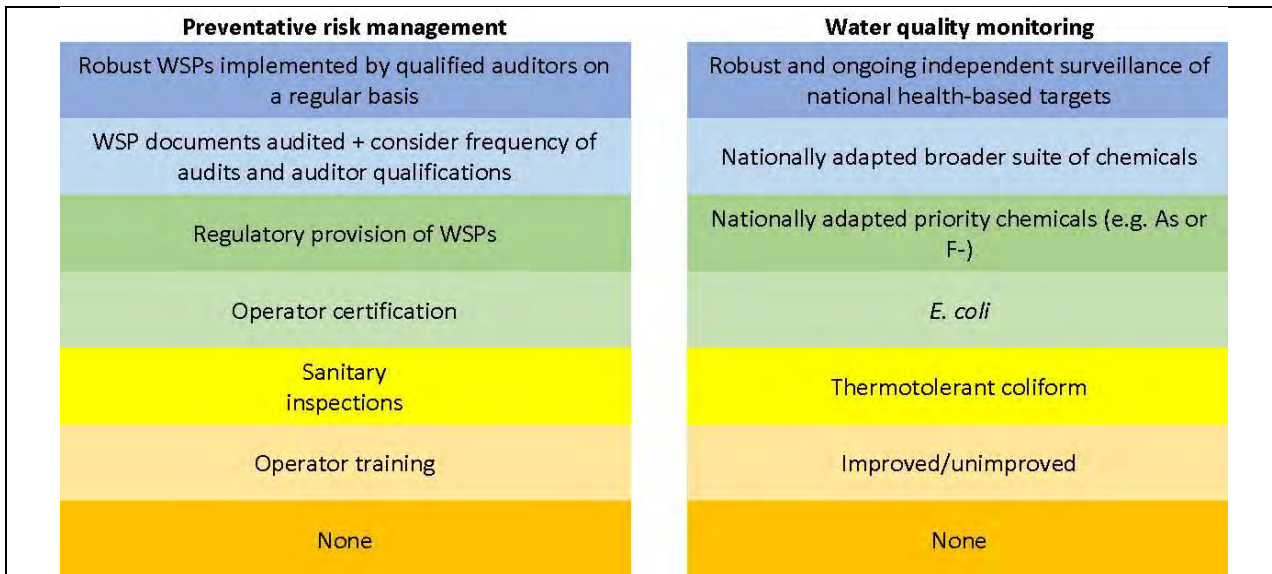 Preventative risk management
Robust WSPs implemented by qualified auditors on
a regular basis
WSP documents audited + consider frequency of
audits and auditor qualifications
Regulatory provision of WSPs
Operator certification
Sanitary
inspections
Operator training
None
Water quality monitoring
Robust and ongoing independent surveillance of
national health-based targets
Nationally adapted broader suite of chemicals
Nationally adapted priority chemicals (e.g. As or
F-)
E. coli
Thermotolerant coliform
Improved/unimproved
None